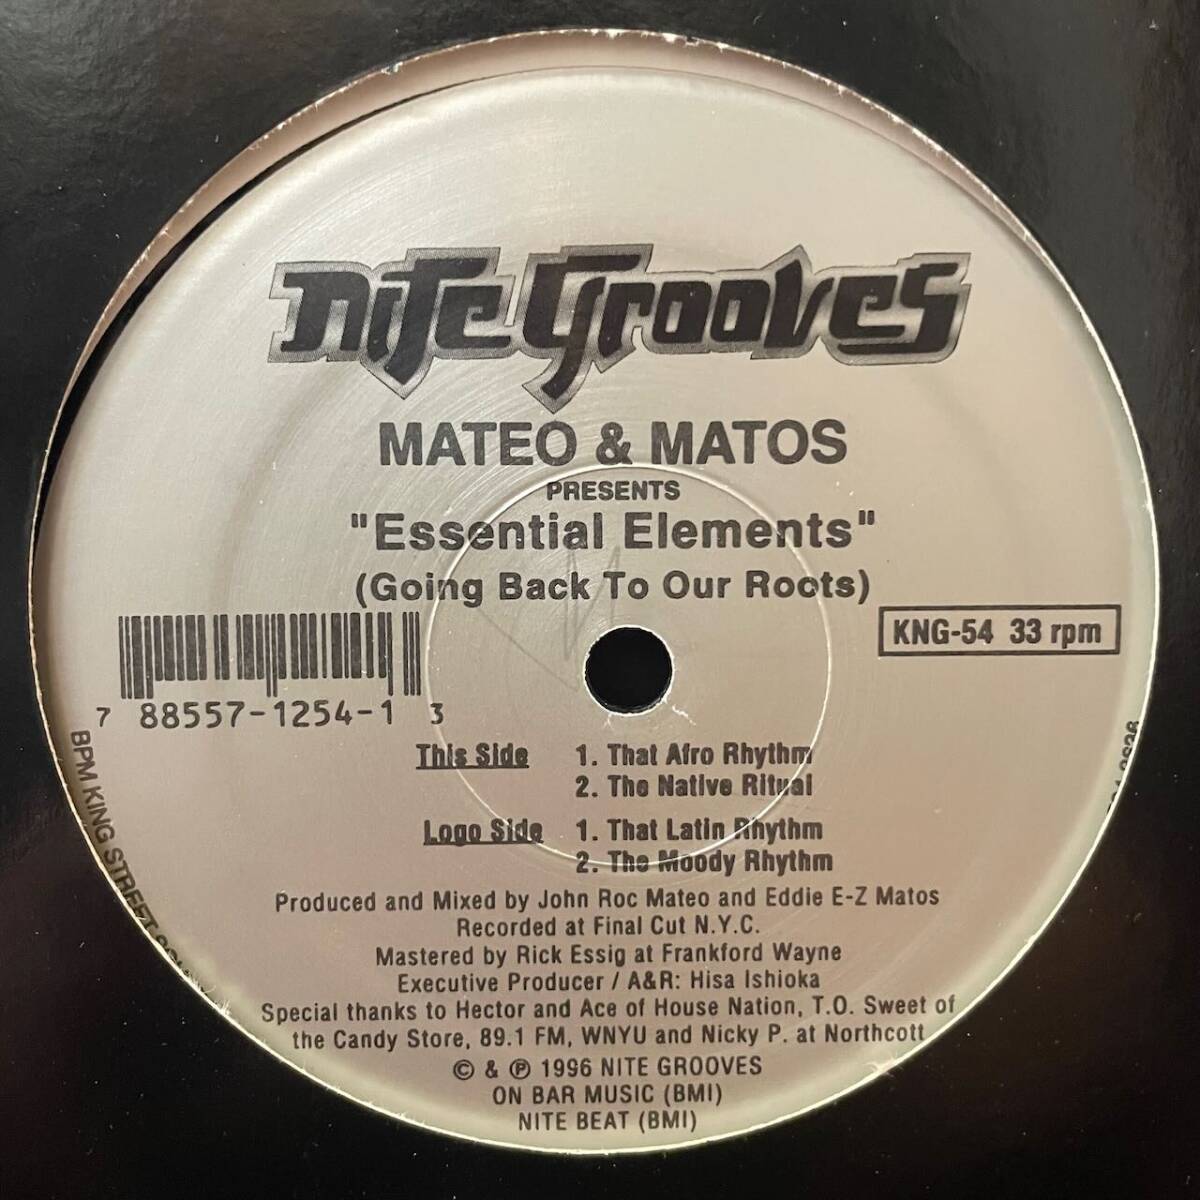 Nite Grooves
MATEO & MATOS
PRESENTS
"Essential Elements"
(Going Back To Our Roots)
KNG-54 33 rpm
7 88557-1254-1 3
This Side 1. That Afro Rhythm
2. The Native Ritual
Logo Side 1. That Latin Rhythm
2. The Moody Rhythm
Produced and Mixed by John Roc Mateo and Eddie E-Z Matos
Recorded at Final Cut N.Y.C.
Mastered by Rick Essig at Frankford Wayne
Executive Producer / A&R: Hisa Ishioka
Special thanks to Hector and Ace of House Nation, T.O. Sweet of
the Candy Store, 89.1 FM, WNYU and Nicky P. at Northcott
© & ℗ 1996 NITE GROOVES
ON BAR MUSIC (BMI)
NITE BEAT (BMI)
BPM KING STREET